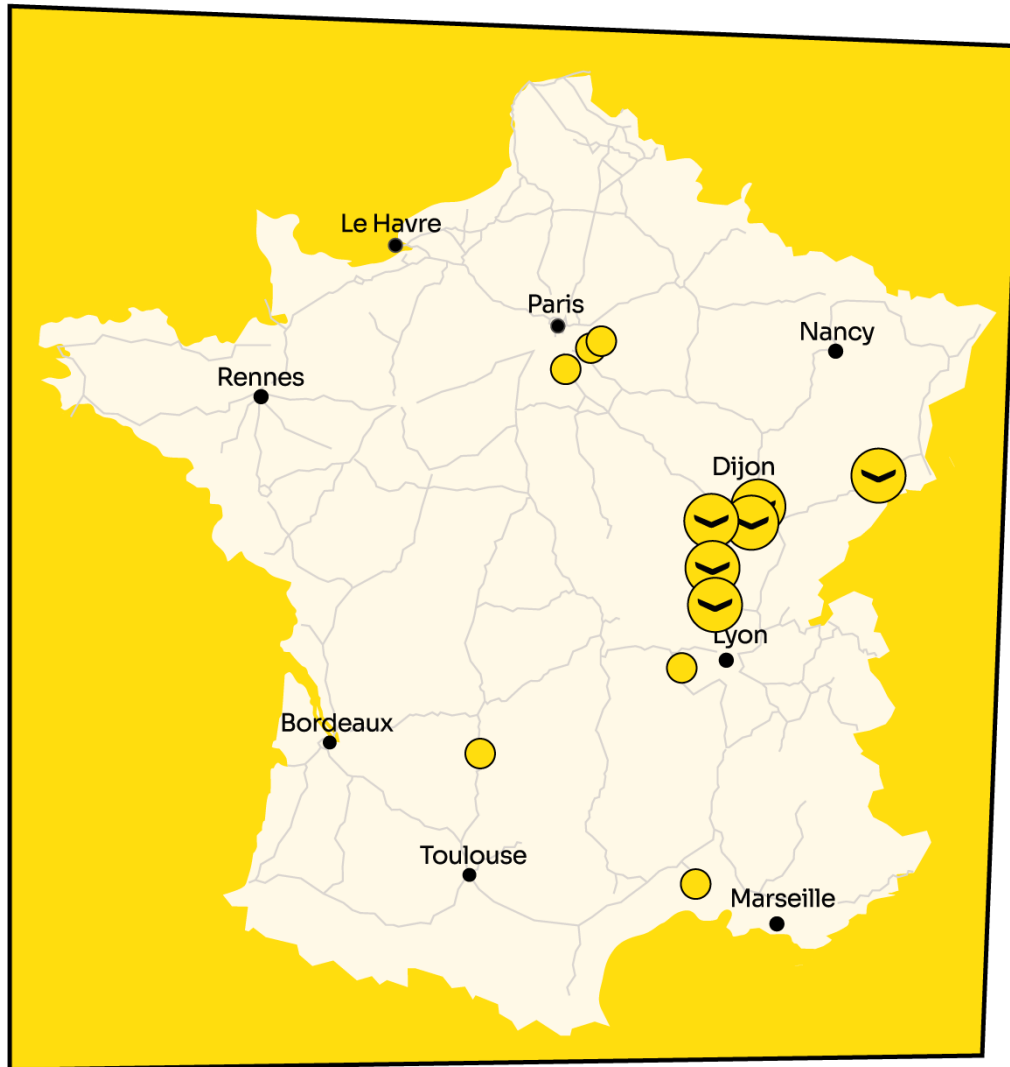 Le Havre
Paris
Nancy
Rennes
Dijon
Lyon
Bordeaux
Toulouse
Marseille